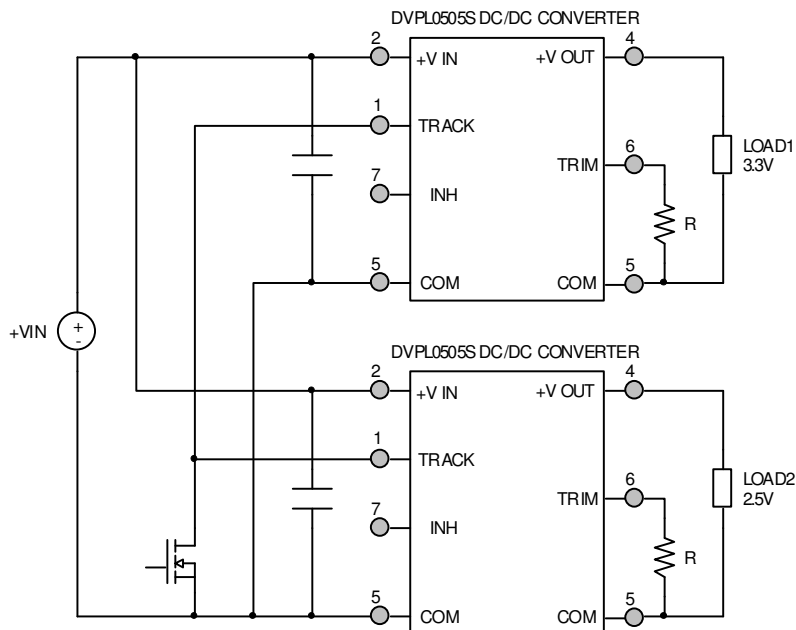 DVPL0505S DC/DC CONVERTER
2
+V IN
+V OUT
4
1
TRACK
6
TRIM
LOAD1
3.3V
7
INH
R
5
COM
COM
5
+VIN
+
-
DVPL0505S DC/DC CONVERTER
2
+V IN
+V OUT
4
1
TRACK
6
TRIM
LOAD2
2.5V
7
INH
R
5
COM
COM
5